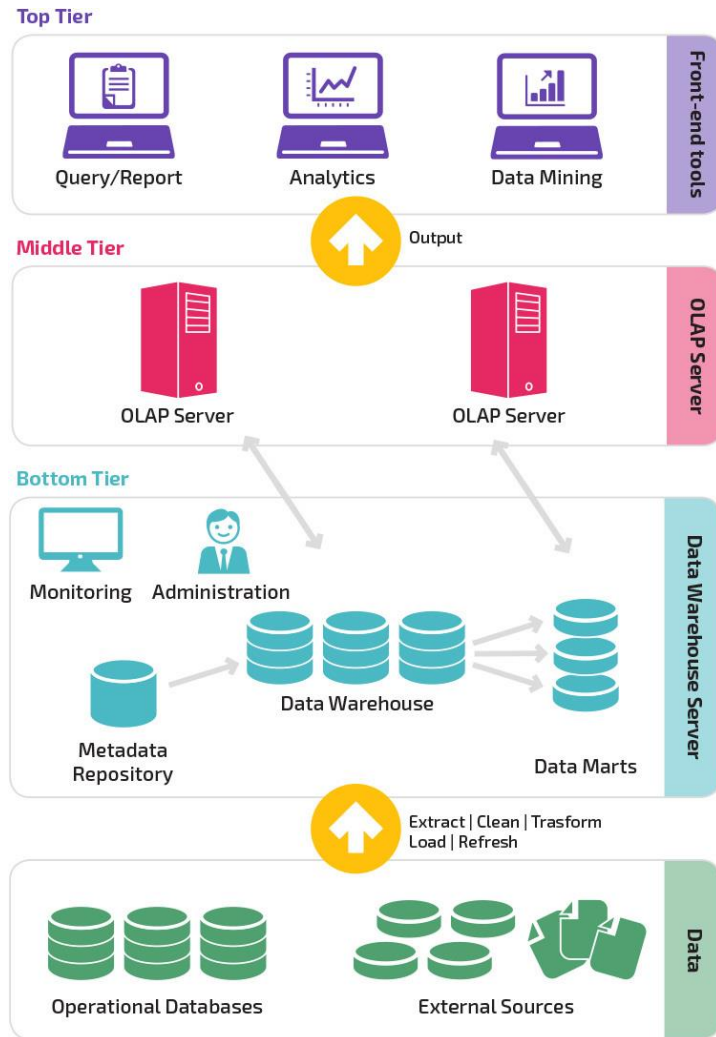 Top Tier
Query/Report
Analytics
Data Mining
Front-end tools
Output
Middle Tier
OLAP Server
OLAP Server
OLAP Server
Bottom Tier
Monitoring
Administration
Data Warehouse
Metadata
Repository
Data Marts
Data Warehouse Server
Extract | Clean | Trasform
Load | Refresh
Operational Databases
External Sources
Data